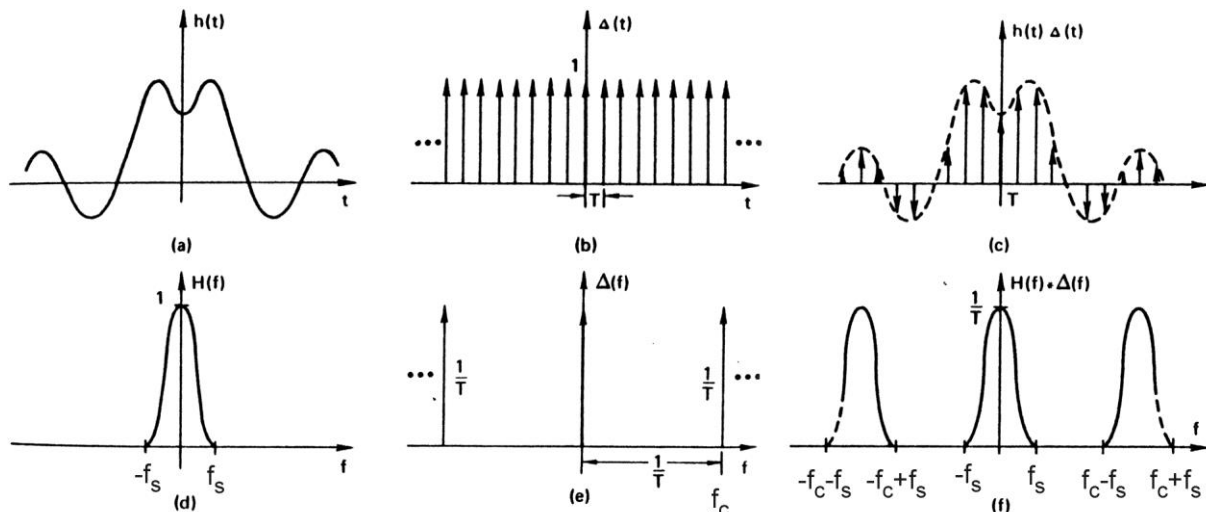 h(t)
t
(a)
Δ(t)
1
•••
•••
T
t
(b)
h(t) Δ(t)
T
t
(c)
H(f)
1
-f_s
f_s
f
(d)
Δ(f)
•••
1/T
1/T
•••
1/T
f
f_c
(e)
H(f) * Δ(f)
1/T
f
-f_c-f_s
-f_c+f_s
-f_s
f_s
f_c-f_s
f_c+f_s
(f)